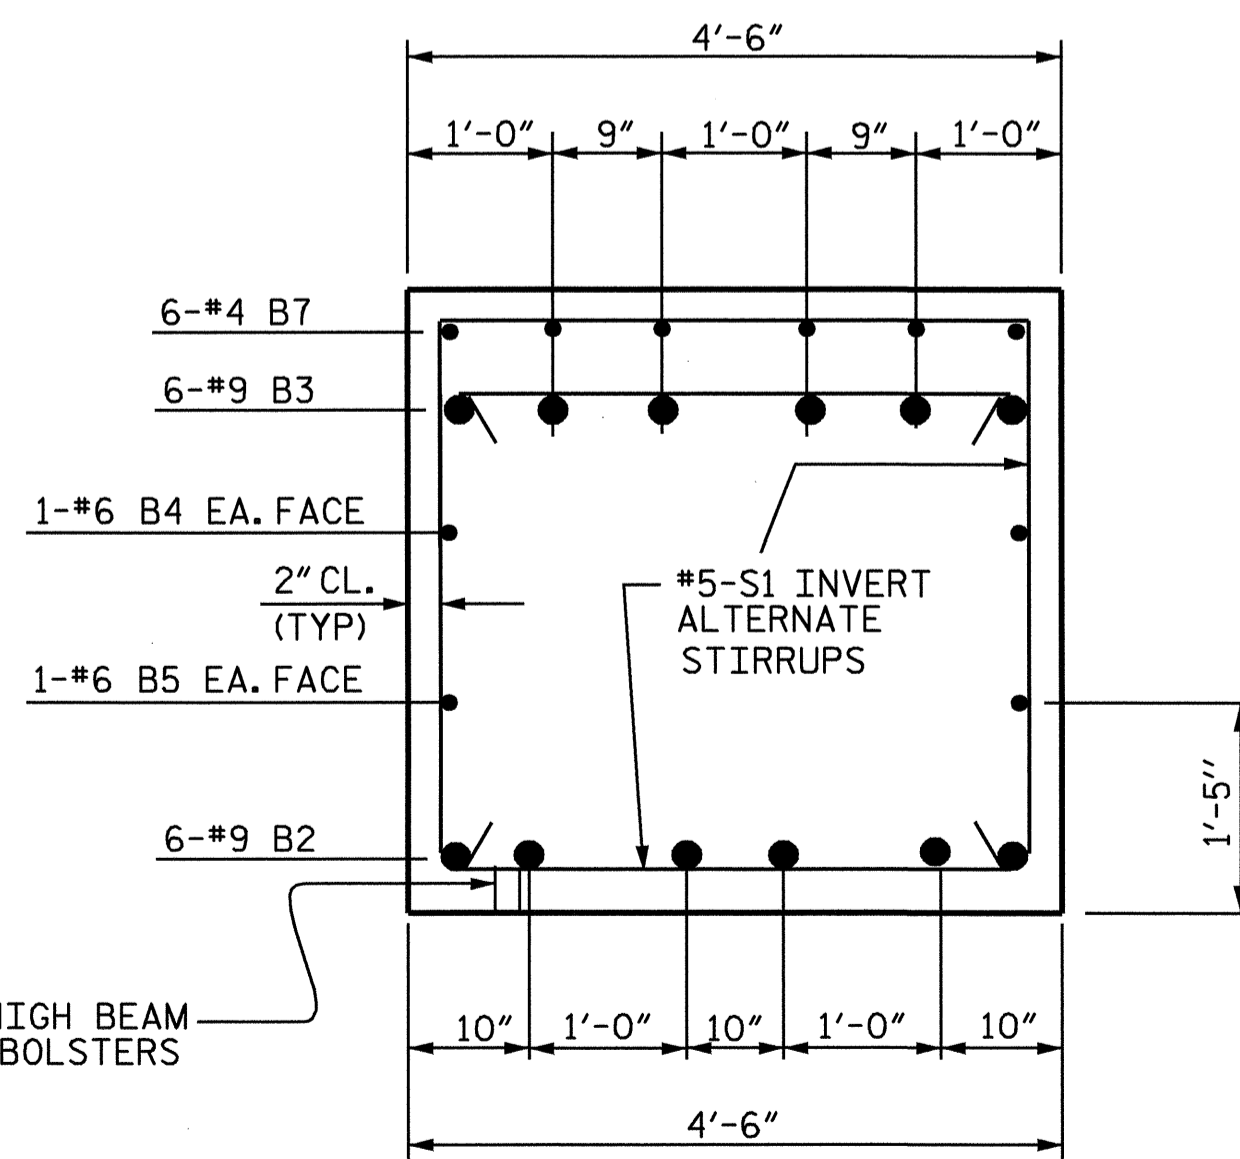 4'-6"
1'-0" 9" 1'-0" 9" 1'-0"
6-#4 B7
6-#9 B3
1-#6 B4 EA. FACE
2" CL.
(TYP)
#5-S1 INVERT
ALTERNATE
STIRRUPS
1-#6 B5 EA. FACE
1'-5"
6-#9 B2
HIGH BEAM
BOLSTERS
10" 1'-0" 10" 1'-0" 10"
4'-6"